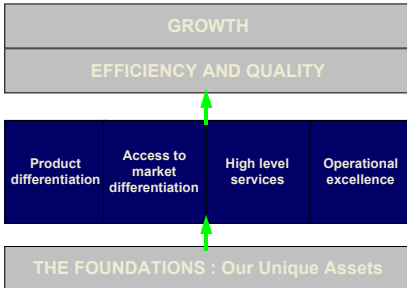 GROWTH
EFFICIENCY AND QUALITY
Product
differentiation
Access to
market
differentiation
High level
services
Operational
excellence
THE FOUNDATIONS : Our Unique Assets